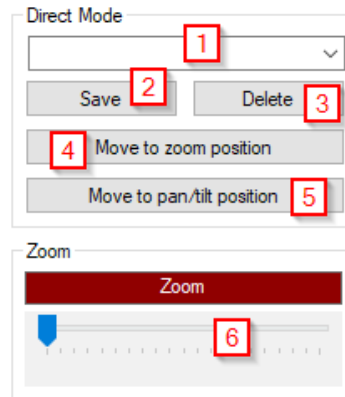 Direct Mode
1
Save 2 Delete 3
4 Move to zoom position
Move to pan/tilt position 5
Zoom
Zoom
6